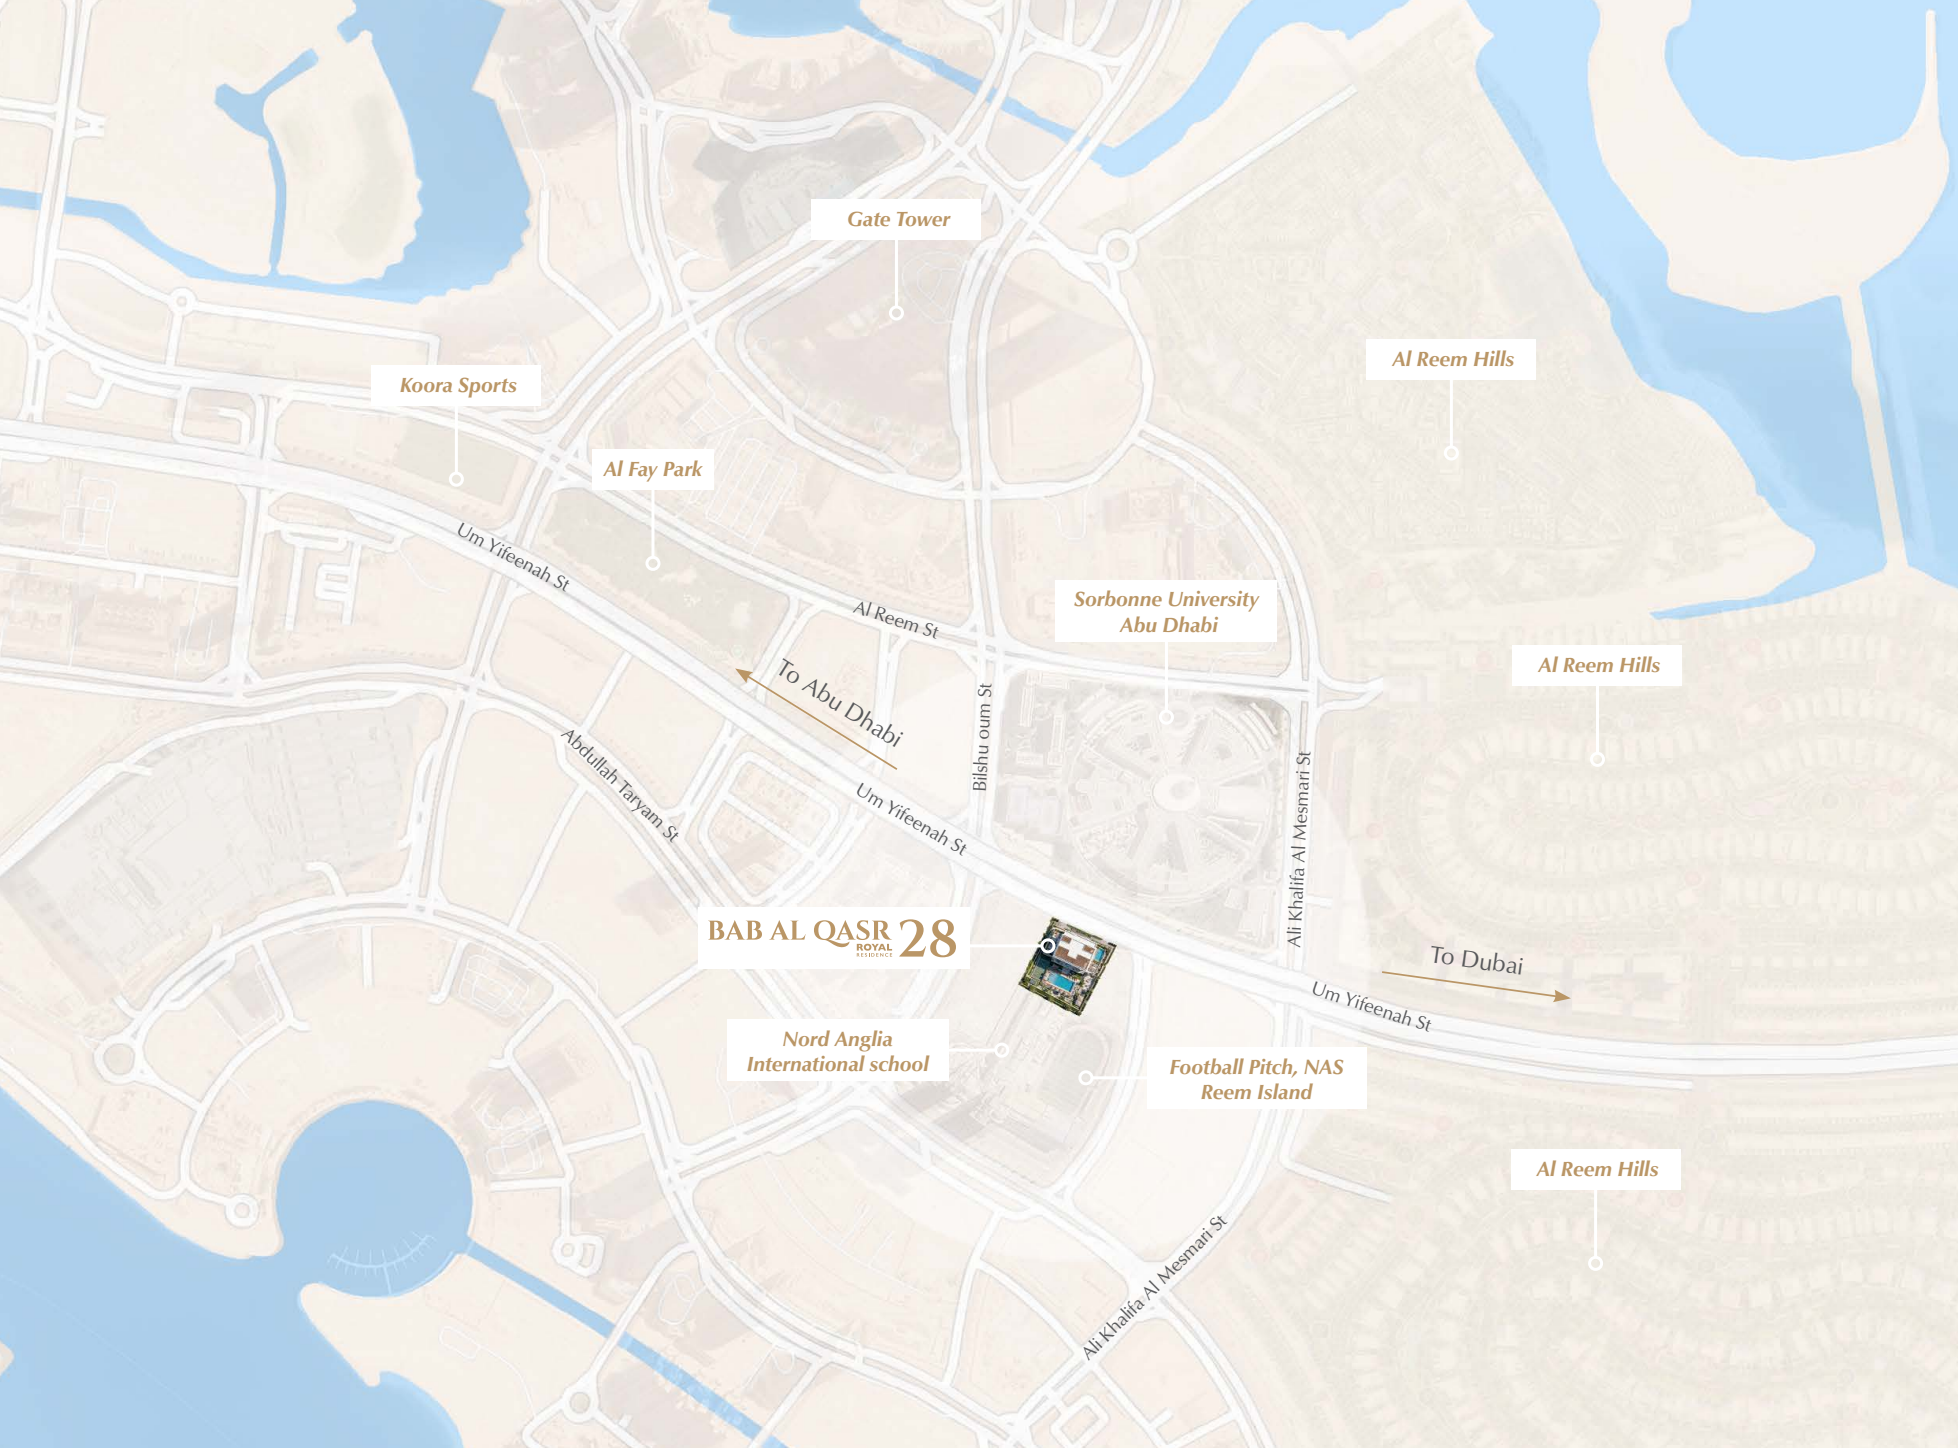 Gate Tower
Al Reem Hills
Koora Sports
Al Fay Park
Um Yifeenah St
Al Reem St
Sorbonne University
Abu Dhabi
Al Reem Hills
To Abu Dhabi
Bilshu oum St
Abdullah Taryam St
Um Yifeenah St
Ali Khalifa Al Mesmari St
BAB AL QASR 28
ROYAL
RESIDENCE
To Dubai
Um Yifeenah St
Nord Anglia
International school
Football Pitch, NAS
Reem Island
Al Reem Hills
Ali Khalifa Al Mesmari St